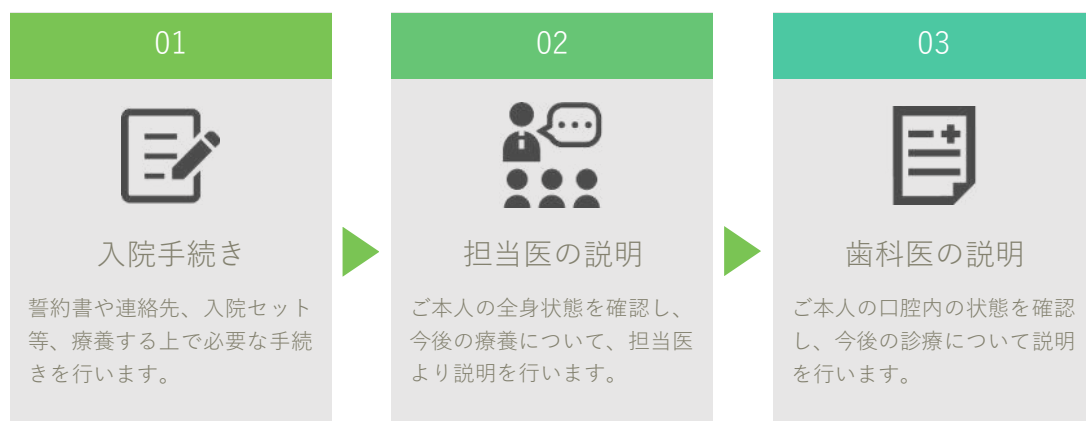 01
入院手続き
誓約書や連絡先、入院セット
等、療養する上で必要な手続
きを行います。
02
担当医の説明
ご本人の全身状態を確認し、
今後の療養について、担当医
より説明を行います。
03
歯科医の説明
ご本人の口腔内の状態を確認
し、今後の診療について説明
を行います。